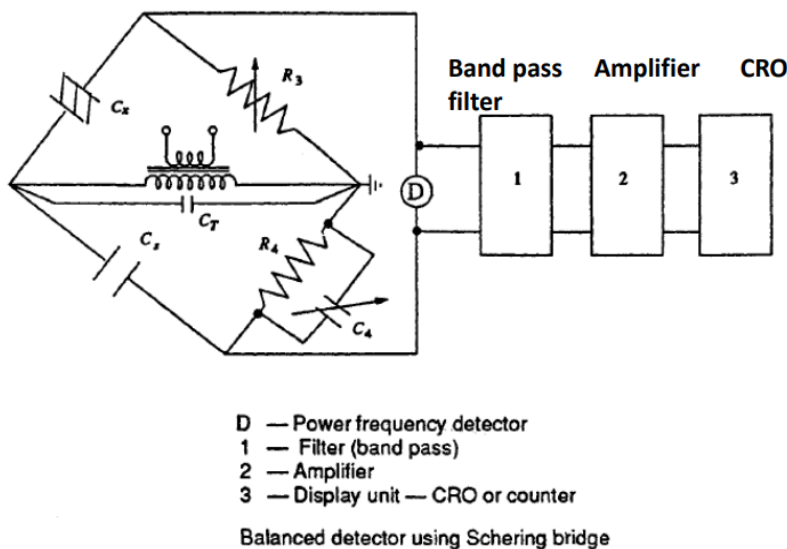 Band pass filter
Amplifier
CRO
R3
Cx
CT
Cs
R4
C4
D
1
2
3
D — Power frequency detector
1 — Filter (band pass)
2 — Amplifier
3 — Display unit — CRO or counter
Balanced detector using Schering bridge